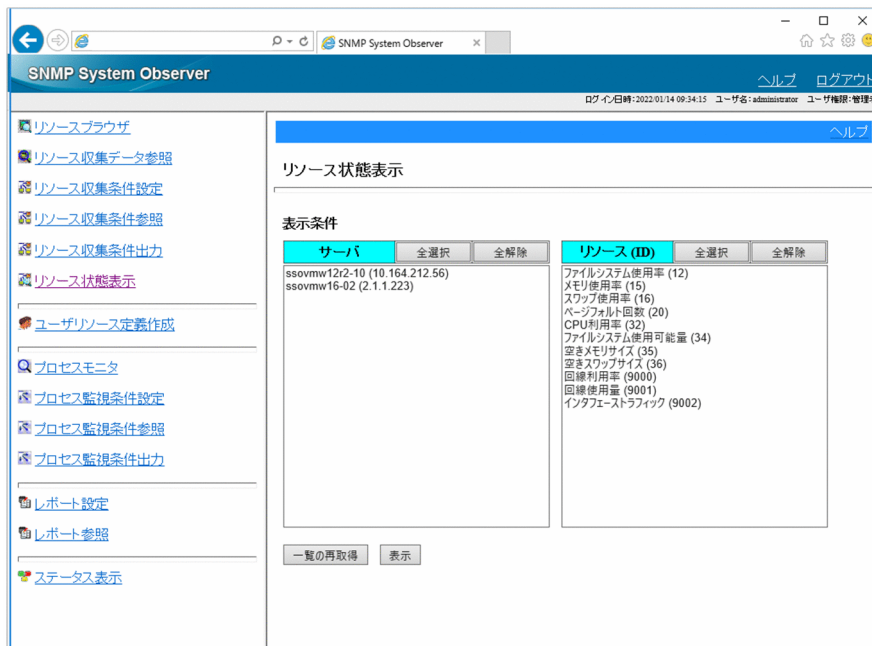 SNMP System Observer
SNMP System Observer
ヘルプ ログアウト
ログイン日時:2022/01/14 09:34:15 ユーザ名:administrator ユーザ権限:管理
リソースブラウザ
リソース収集データ参照
リソース収集条件設定
リソース収集条件参照
リソース収集条件出力
リソース状態表示
ユーザリソース定義作成
プロセスモニタ
プロセス監視条件設定
プロセス監視条件参照
プロセス監視条件出力
レポート設定
レポート参照
ステータス表示
ヘルプ
リソース状態表示
表示条件
サーバ 全選択 全解除
ssovmw12r2-10 (10.164.212.56)
ssovmw16-02 (2.1.1.223)
リソース (ID) 全選択 全解除
ファイルシステム使用率 (12)
メモリ使用率 (15)
スワップ使用率 (16)
ページフォルト回数 (20)
CPU利用率 (32)
ファイルシステム使用可能量 (34)
空きメモリサイズ (35)
空きスワップサイズ (36)
回線利用率 (9000)
回線使用量 (9001)
インタフェーストラフィック (9002)
一覧の再取得 表示